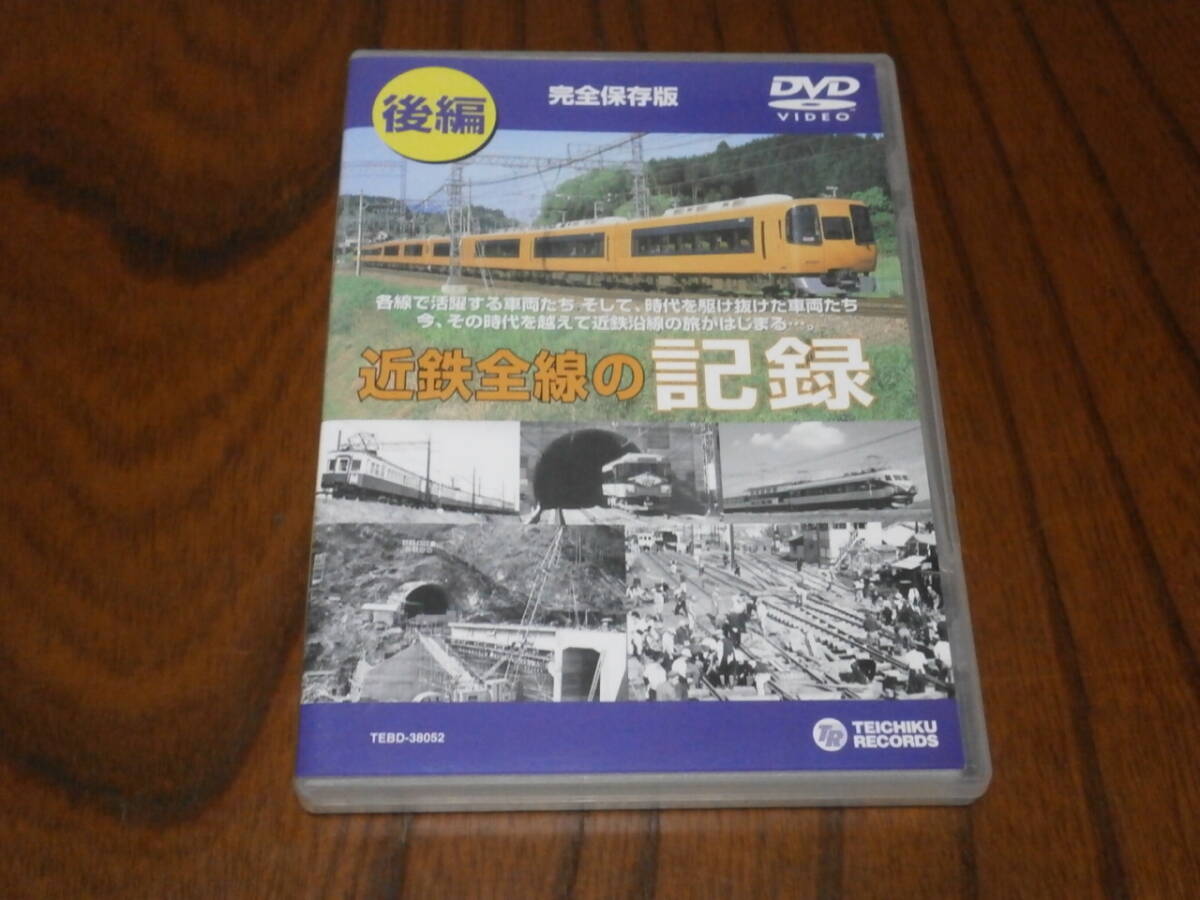 後編
完全保存版
DVD
VIDEO™
各線で活躍する車両たち そして、時代を駆け抜けた車両たち
今、その時代を越えて近鉄沿線の旅がはじまる…。
近鉄全線の記録
TEBD-38052
TR
TEICHIKU
RECORDS